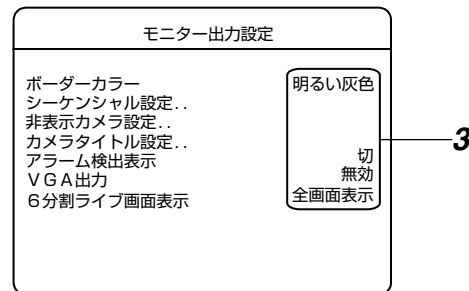 モニター出力設定
ボーダーカラー 明るい灰色
シーケンシャル設定..
非表示カメラ設定..
カメラタイトル設定..
アラーム検出表示 切
ＶＧＡ出力 無効
６分割ライブ画面表示 全画面表示
3